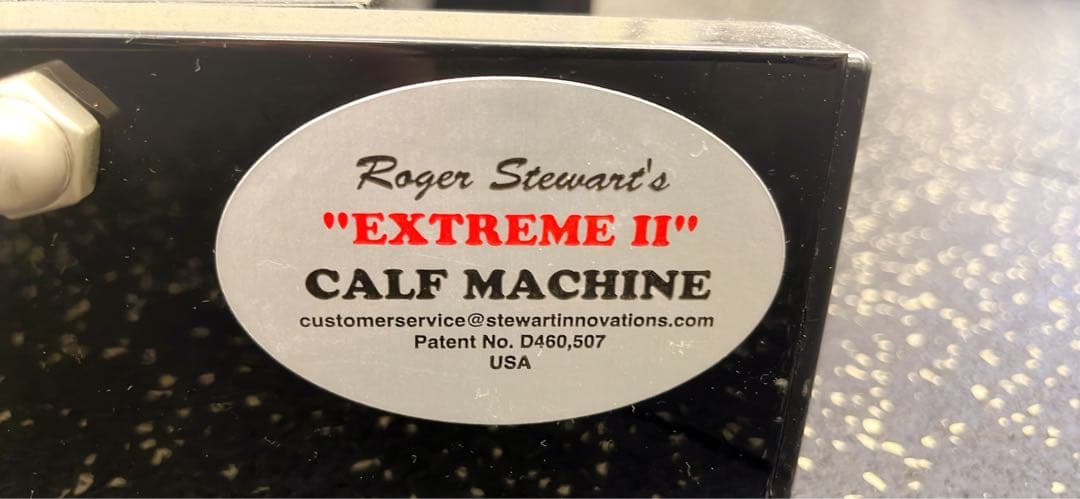 Roger Stewart's
"EXTREME II"
CALF MACHINE
customerservice@stewartinnovations.com
Patent No. D460,507
USA